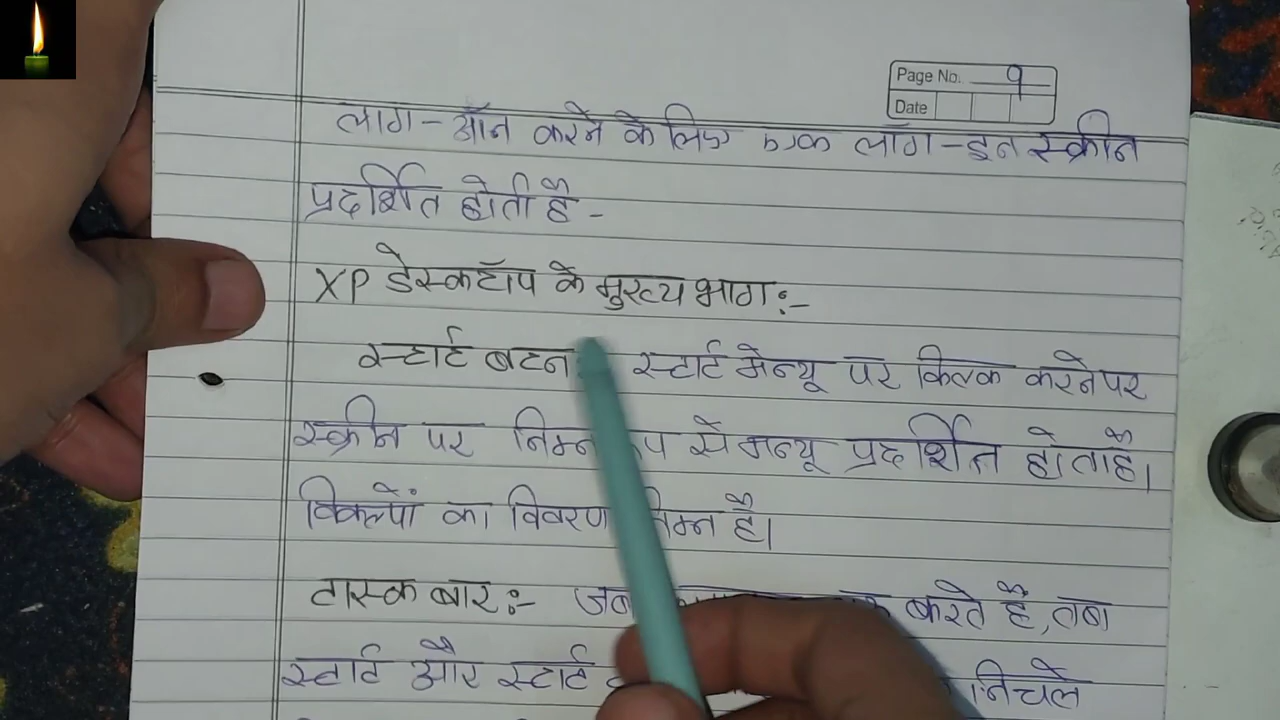 Page No. 9
Date
लाग-ऑन करने के लिए एक लॉग-इन स्क्रीन
प्रदर्शित होती है -
XP डेस्कटॉप के मुख्य भाग:-
स्टार्ट बटन स्टार्ट मेन्यू पर क्लिक करने पर
स्क्रीन पर निम्न रूप से मेन्यू प्रदर्शित होता है।
विकल्पों का विवरण निम्न है।
टास्क बार:- जब करते है, तब
स्टार्ट और स्टार्ट निचले